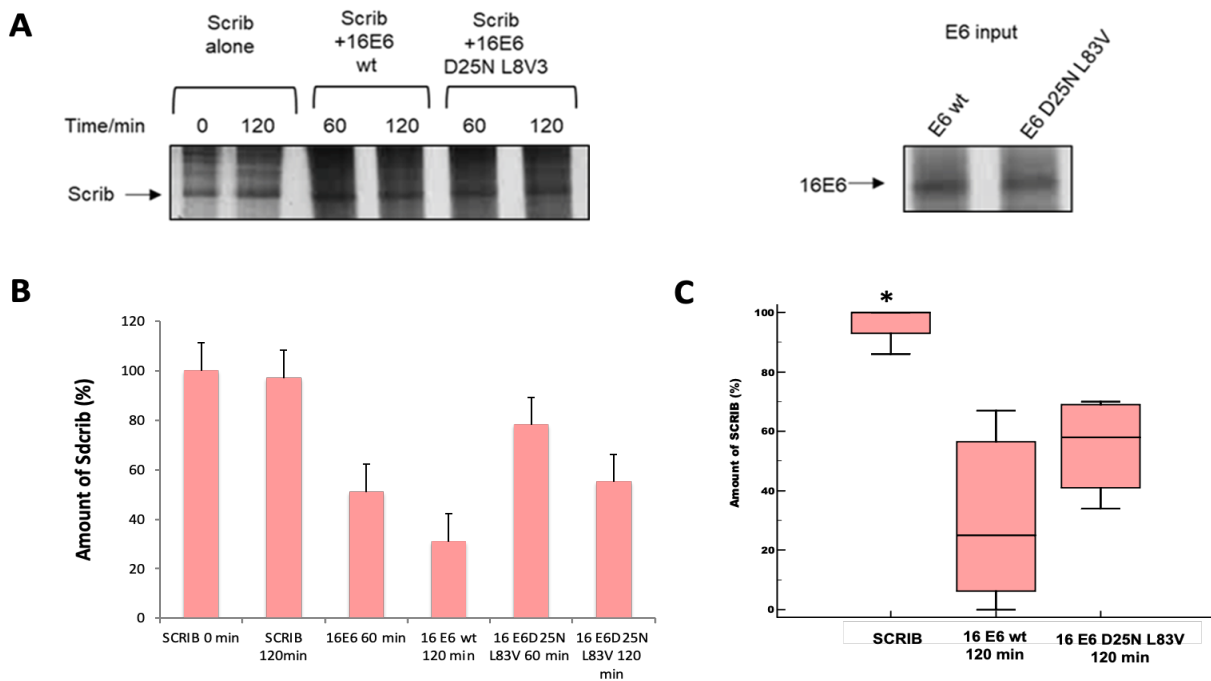 A
Scrib
alone
Scrib
+16E6
wt
Scrib
+16E6
D25N L8V3
Time/min
0
120
60
120
60
120
Scrib
E6 input
E6 wt
E6 D25N L83V
16E6
B
Amount of Sdcrib (%)
120
100
80
60
40
20
0
SCRIB 0 min
SCRIB
120min
16E6 60 min
16 E6 wt
120 min
16 E6D25N
L83V 60 min
16 E6D25N
L83V 120
min
C
*
Amount of SCRIB (%)
100
80
60
40
20
0
SCRIB
16 E6 wt
120 min
16 E6 D25N L83V
120 min